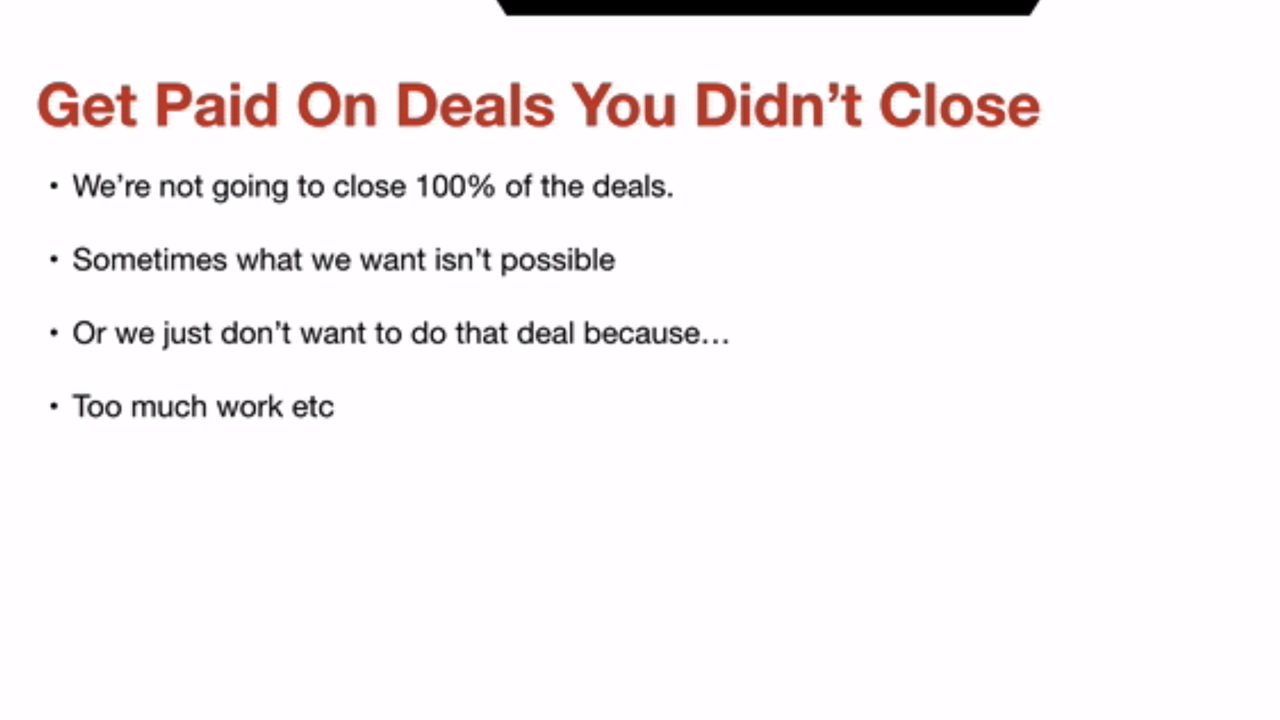 Get Paid On Deals You Didn’t Close
• We’re not going to close 100% of the deals.
• Sometimes what we want isn’t possible
• Or we just don’t want to do that deal because…
• Too much work etc